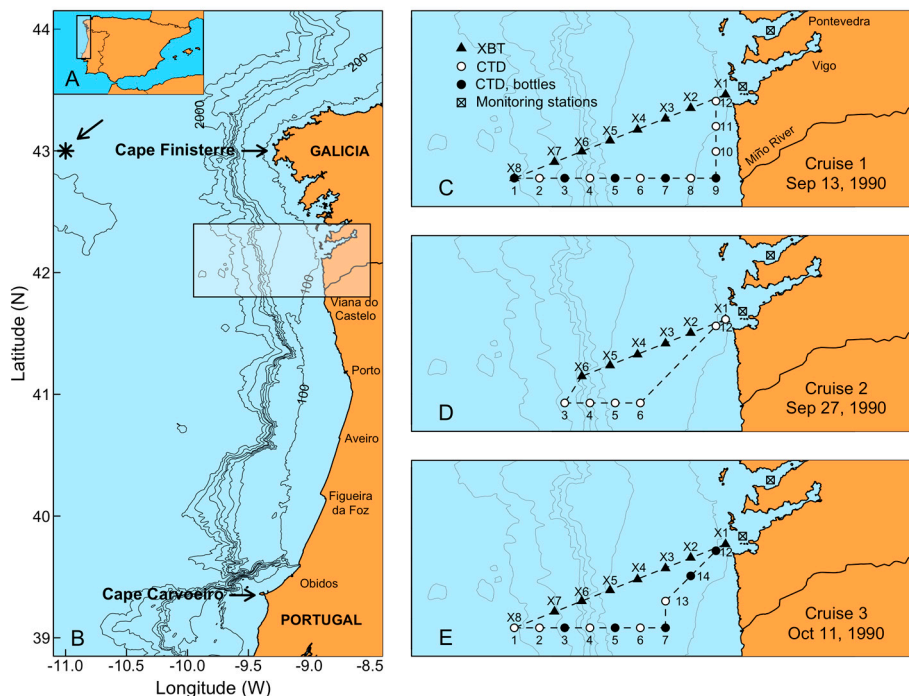 A
2000
200
44
43
42
41
40
39
Latitude (N)
Cape Finisterre
GALICIA
100
Viana do
Castelo
Porto
100
Aveiro
Figueira
da Foz
Obidos
Cape Carvoeiro
PORTUGAL
B
-11.0 -10.5 -10.0 -9.5 -9.0 -8.5
Longitude (W)
XBT
CTD
CTD, bottles
Monitoring stations
Pontevedra
Vigo
Miño River
X8 X7 X6 X5 X4 X3 X2 X1
12
11
10
1 2 3 4 5 6 7 8 9
C
Cruise 1
Sep 13, 1990
X6 X5 X4 X3 X2 X1
12
3 4 5 6
D
Cruise 2
Sep 27, 1990
X8 X7 X6 X5 X4 X3 X2 X1
12
14
13
1 2 3 4 5 6 7
E
Cruise 3
Oct 11, 1990